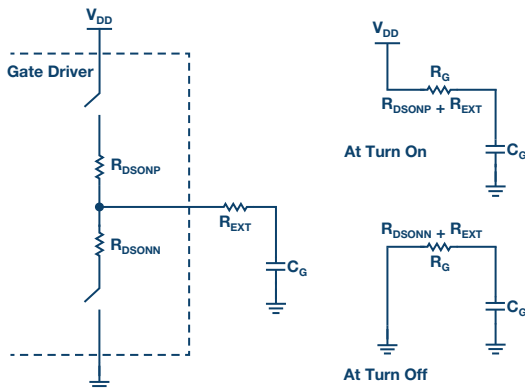 VDD
Gate Driver
RDSONP
RDSONN
REXT
CG
VDD
RG
RDSONP + REXT
CG
At Turn On
RDSONN + REXT
RG
CG
At Turn Off